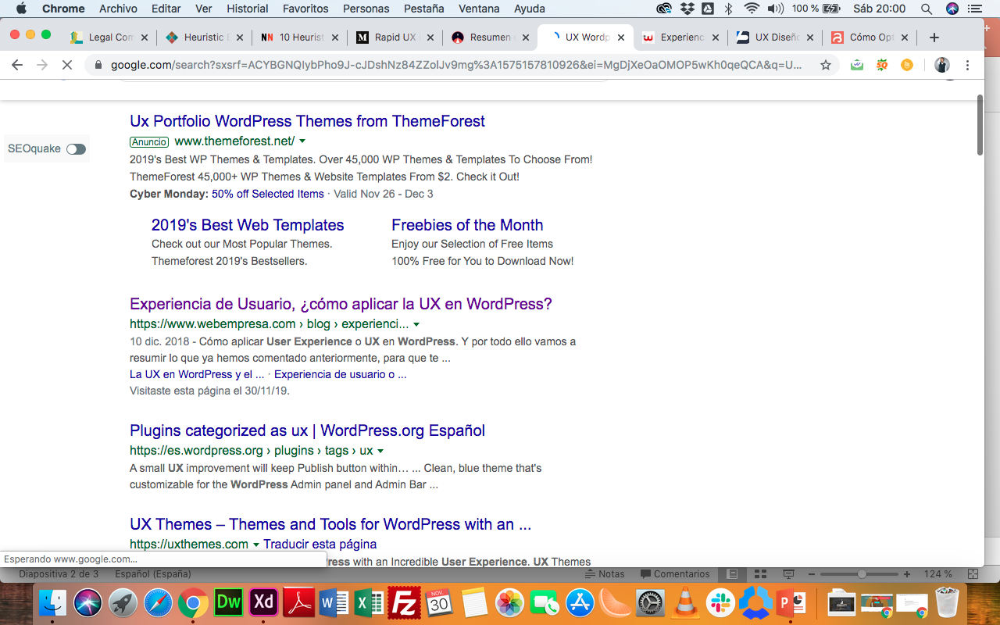 Chrome Archivo Editar Ver Historial Favoritos Personas Pestaña Ventana Ayuda 100 % Sáb 20:00
Legal Com Heuristic E NN 10 Heurist M Rapid UX Resumen UX Wordp Experienc UX Diseño Cómo Opt
google.com/search?sxsrf=ACYBGNQIybPho9J-cJDshNz84ZZoIJv9mg%3A1575157810926&ei=MgDjXeOaOMOP5wKh0qeQCA&q=U...
Ux Portfolio WordPress Themes from ThemeForest
Anuncio www.themeforest.net/
SEOquake
2019's Best WP Themes & Templates. Over 45,000 WP Themes & Templates To Choose From!
ThemeForest 45,000+ WP Themes & Website Templates From $2. Check it Out!
Cyber Monday: 50% off Selected Items · Valid Nov 26 - Dec 3
2019's Best Web Templates Freebies of the Month
Check out our Most Popular Themes. Enjoy our Selection of Free Items
Themeforest 2019's Bestsellers. 100% Free for You to Download Now!
Experiencia de Usuario, ¿cómo aplicar la UX en WordPress?
https://www.webempresa.com › blog › experienci...
10 dic. 2018 - Cómo aplicar User Experience o UX en WordPress. Y por todo ello vamos a
resumir lo que ya hemos comentado anteriormente, para que te ...
La UX en WordPress y el ... · Experiencia de usuario o ...
Visitaste esta página el 30/11/19.
Plugins categorized as ux | WordPress.org Español
https://es.wordpress.org › plugins › tags › ux
A small UX improvement will keep Publish button within… ... Clean, blue theme that's
customizable for the WordPress Admin panel and Admin Bar ...
UX Themes – Themes and Tools for WordPress with an ...
https://uxthemes.com Traducir esta página
Esperando www.google.com... ress with an Incredible User Experience. UX Themes
Diapositiva 2 de 3 Español (España) Notas Comentarios 124 %
Dw Xd W X Fz NOV. 30 P